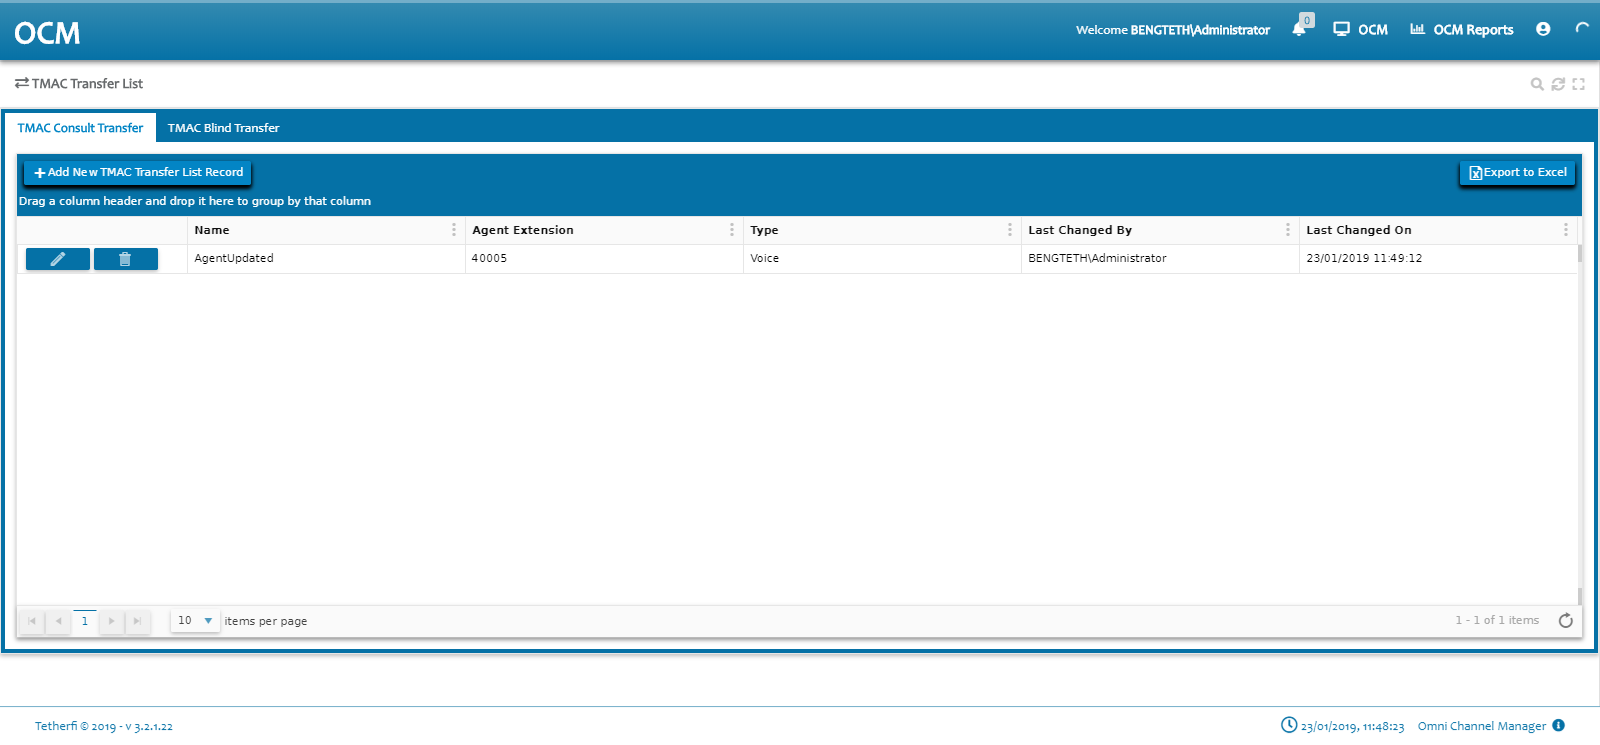 OCM
Welcome BENGTETH\Administrator
0
OCM
OCM Reports
TMAC Transfer List
TMAC Consult Transfer
TMAC Blind Transfer
Add New TMAC Transfer List Record
Export to Excel
Drag a column header and drop it here to group by that column
Name
Agent Extension
Type
Last Changed By
Last Changed On
AgentUpdated
40005
Voice
BENGTETH\Administrator
23/01/2019 11:49:12
1
10
items per page
1 - 1 of 1 items
Tetherfi © 2019 - v 3.2.1.22
23/01/2019, 11:48:23
Omni Channel Manager